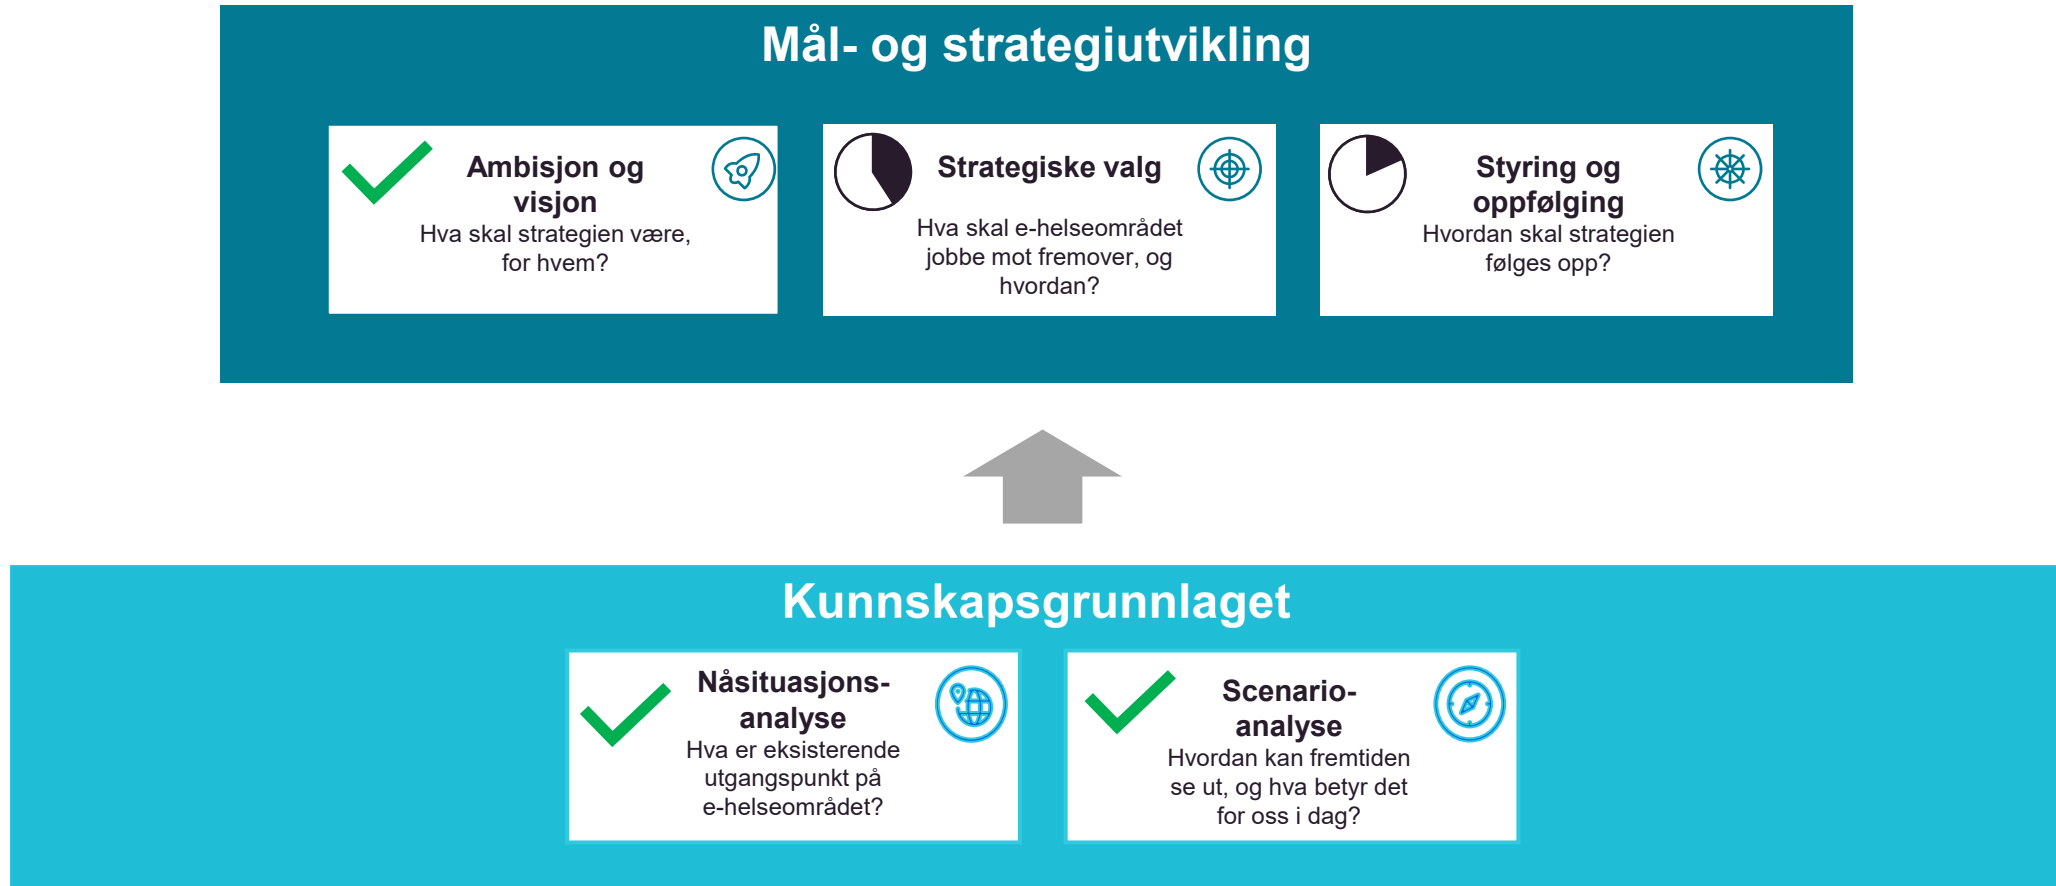 Mål- og strategiutvikling
Ambisjon og
visjon
Hva skal strategien være,
for hvem?
Strategiske valg
Hva skal e-helseområdet
jobbe mot fremover, og
hvordan?
Styring og
oppfølging
Hvordan skal strategien
følges opp?
Kunnskapsgrunnlaget
Nåsituasjons-
analyse
Hva er eksisterende
utgangspunkt på
e-helseområdet?
Scenario-
analyse
Hvordan kan fremtiden
se ut, og hva betyr det
for oss i dag?